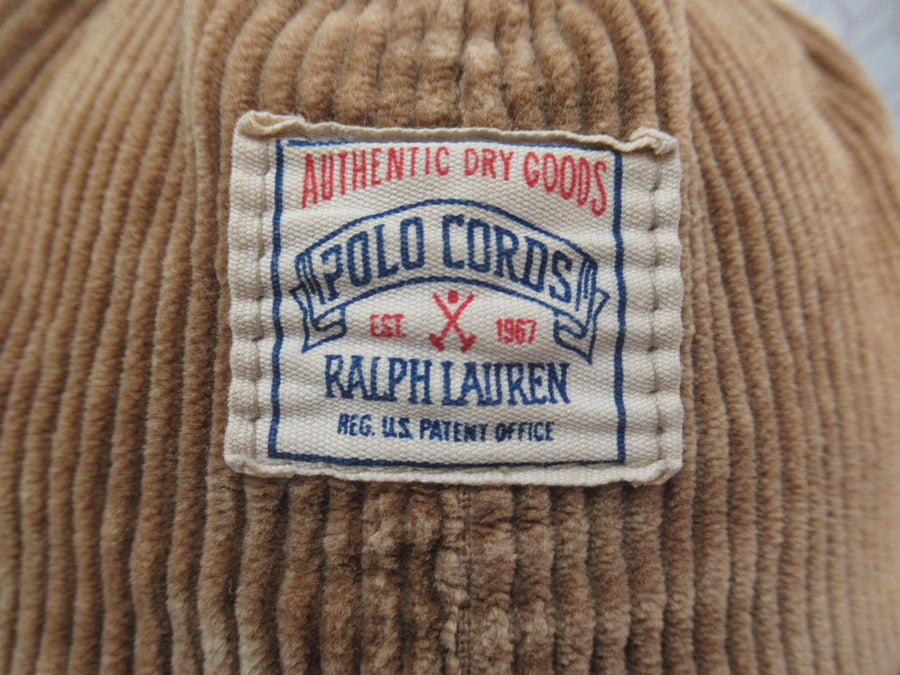 AUTHENTIC DRY GOODS
POLO CORDS
EST. 1967
RALPH LAUREN
REG. U.S. PATENT OFFICE